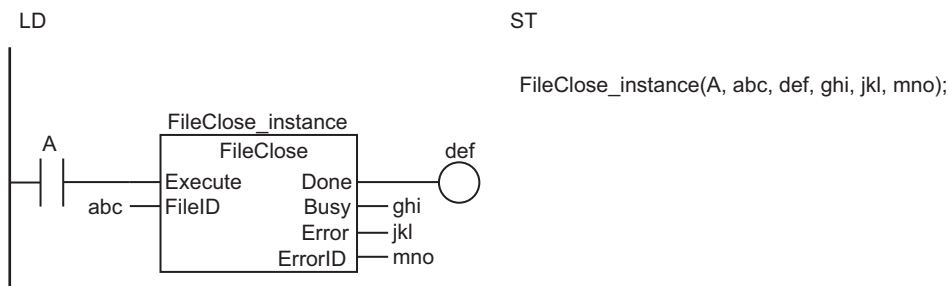 LD
ST
FileClose_instance(A, abc, def, ghi, jkl, mno);
FileClose_instance
A
FileClose
def
Execute
Done
abc
FileID
Busy
ghi
Error
jkl
ErrorID
mno